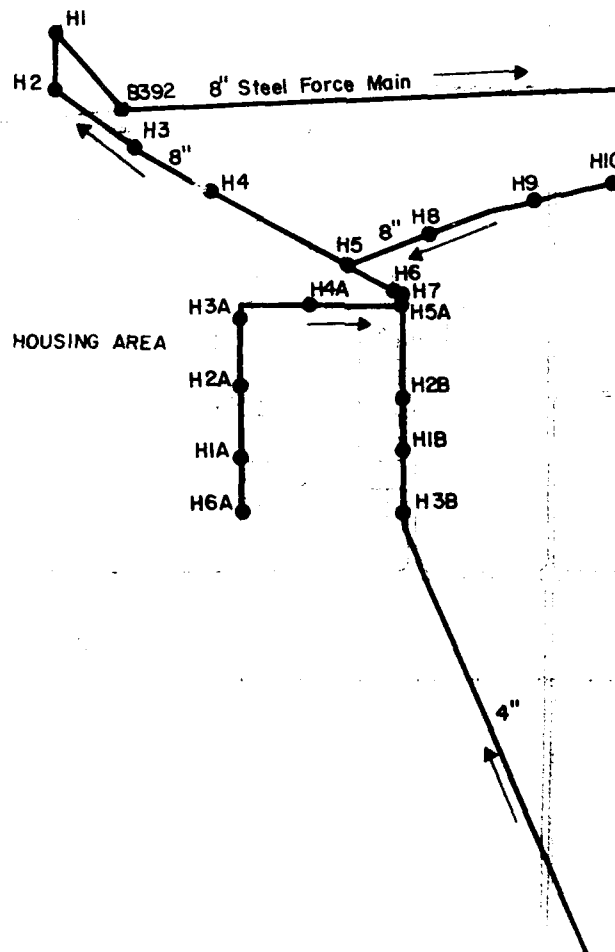 H1
H2
B392
8" Steel Force Main
H3
8"
H4
H10
H9
H8
8"
H5
H6
H7
H3A
H4A
H5A
HOUSING AREA
H2A
H2B
H1A
H1B
H6A
H3B
4"